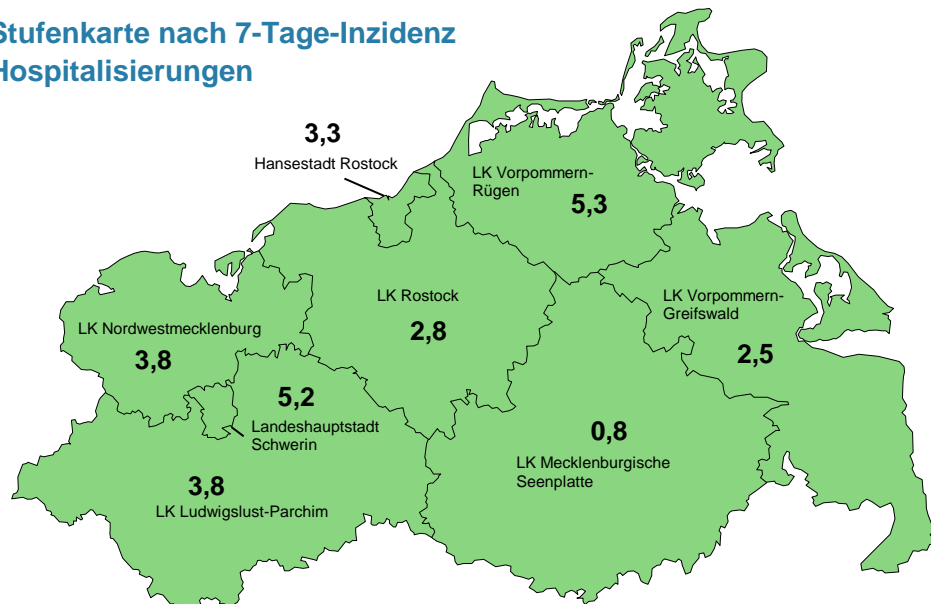 Stufenkarte nach 7-Tage-Inzidenz
Hospitalisierungen
3,3
Hansestadt Rostock
LK Vorpommern-
Rügen
5,3
LK Rostock
2,8
LK Vorpommern-
Greifswald
2,5
LK Nordwestmecklenburg
3,8
5,2
Landeshauptstadt
Schwerin
0,8
LK Mecklenburgische
Seenplatte
3,8
LK Ludwigslust-Parchim